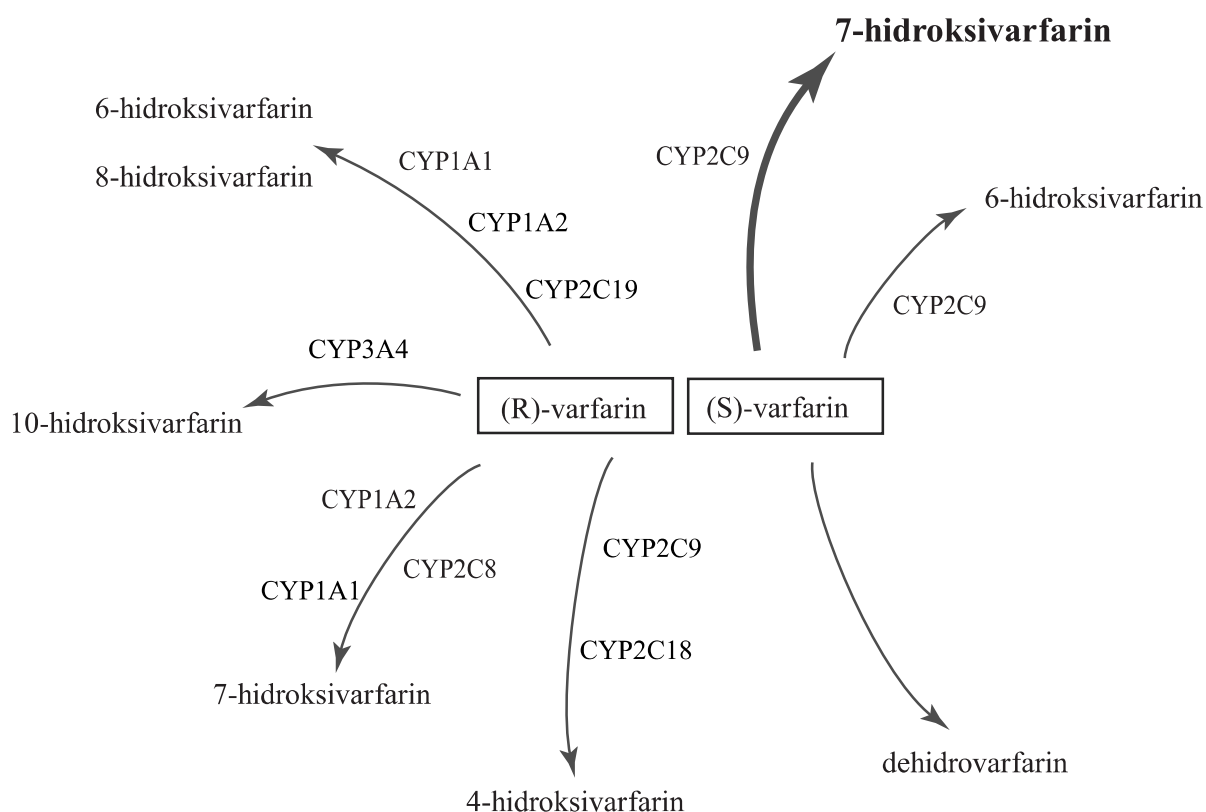 7-hidroksivarfarin
6-hidroksivarfarin
8-hidroksivarfarin
CYP1A1
CYP1A2
CYP2C19
CYP2C9
6-hidroksivarfarin
CYP2C9
CYP3A4
10-hidroksivarfarin
(R)-varfarin
(S)-varfarin
CYP1A2
CYP2C8
CYP1A1
7-hidroksivarfarin
CYP2C9
CYP2C18
4-hidroksivarfarin
dehidrovarfarin